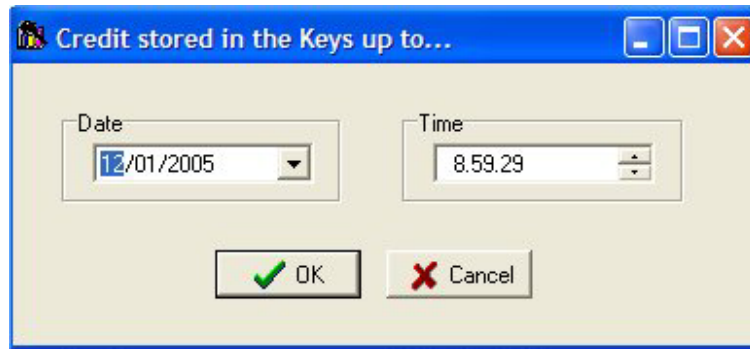 Credit stored in the Keys up to...
Date
Time
12/01/2005
8.59.29
OK
Cancel